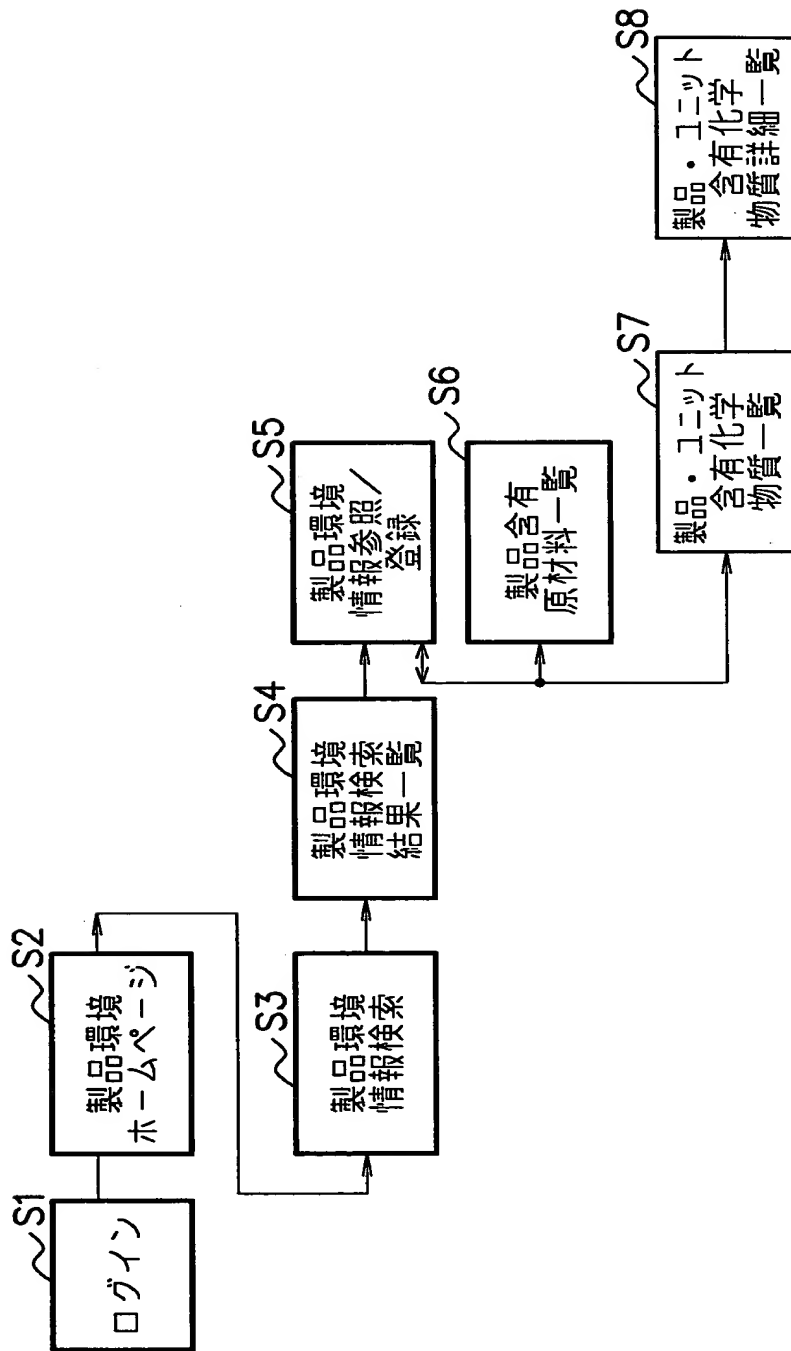 S1
ログイン
S2
製品環境
ホームページ
S3
製品環境
情報検索
S4
製品環境
情報検索
結果一覧
S5
製品環境
情報参照／
登録
S6
製品含有
原材料一覧
S7
製品・ユニット
含有化学
物質一覧
S8
製品・ユニット
含有化学
物質詳細一覧